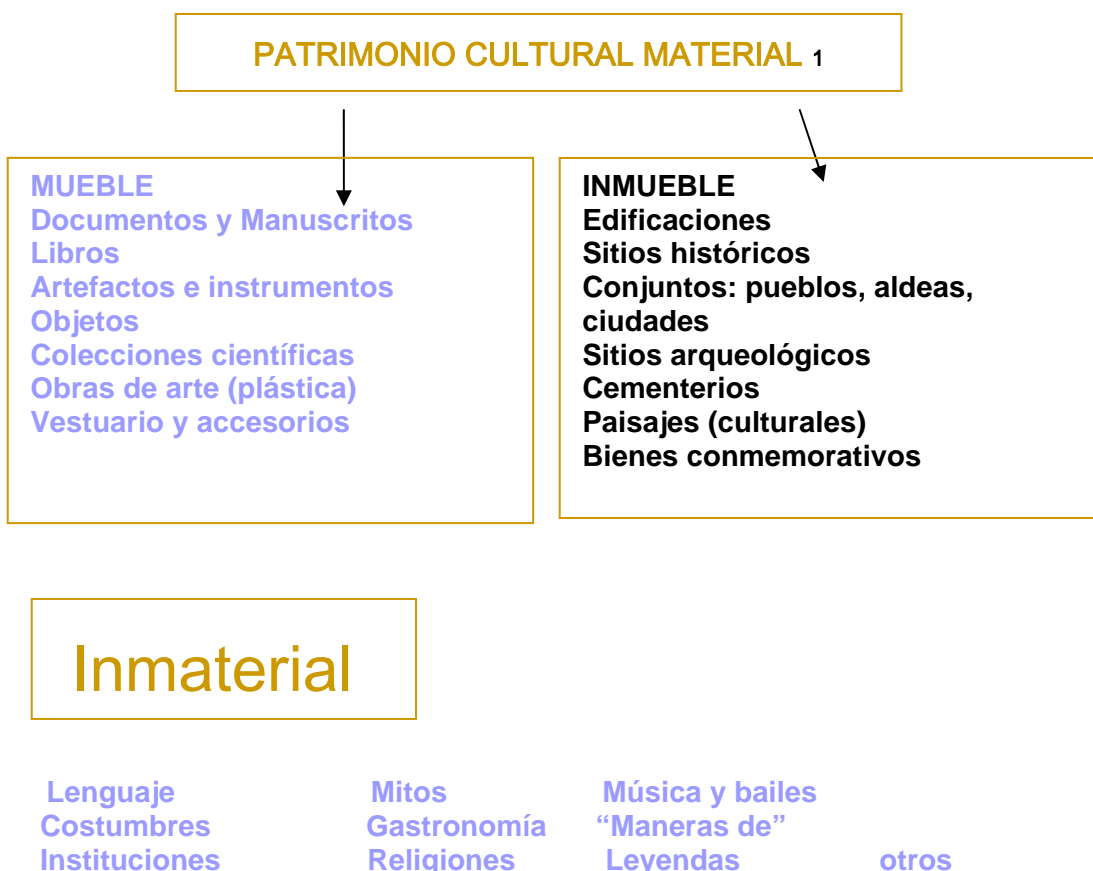 PATRIMONIO CULTURAL MATERIAL 1
MUEBLE
Documentos y Manuscritos
Libros
Artefactos e instrumentos
Objetos
Colecciones científicas
Obras de arte (plástica)
Vestuario y accesorios
INMUEBLE
Edificaciones
Sitios históricos
Conjuntos: pueblos, aldeas,
ciudades
Sitios arqueológicos
Cementerios
Paisajes (culturales)
Bienes conmemorativos
Inmaterial
Lenguaje Mitos Música y bailes
Costumbres Gastronomía “Maneras de”
Instituciones Religiones Leyendas otros